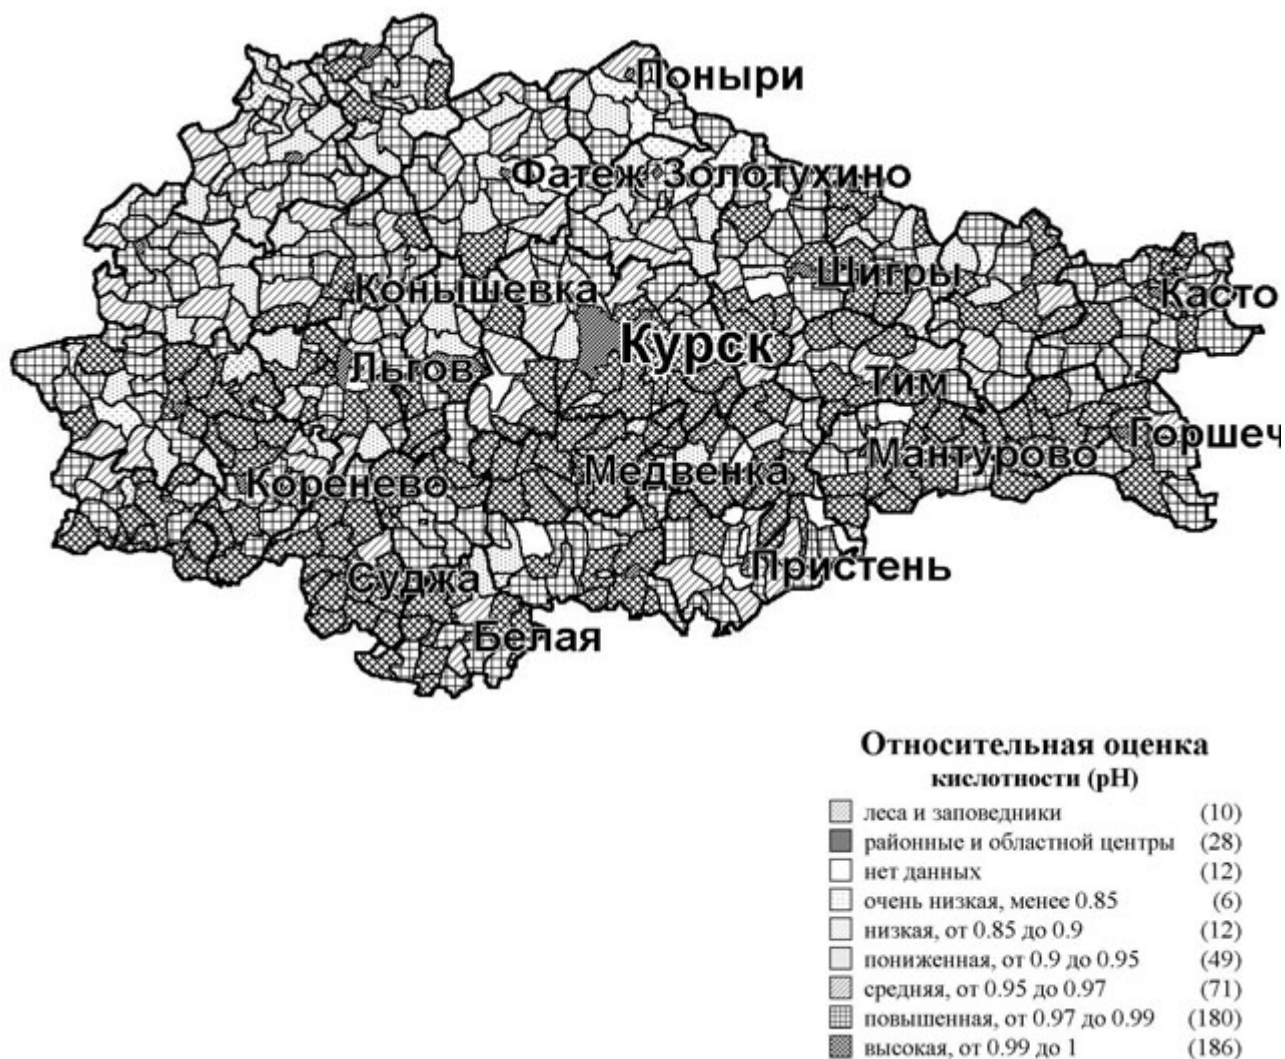 Поныри
Фатеж Золотухино
Щигры
Конышевка
Касто
Курск
Льгов
Тим
Горшеч
Мантурово
Медвенка
Коренево
Пристень
Суджа
Белая
Относительная оценка
кислотности (pH)
леса и заповедники (10)
районные и областной центры (28)
нет данных (12)
очень низкая, менее 0.85 (6)
низкая, от 0.85 до 0.9 (12)
пониженная, от 0.9 до 0.95 (49)
средняя, от 0.95 до 0.97 (71)
повышенная, от 0.97 до 0.99 (180)
высокая, от 0.99 до 1 (186)